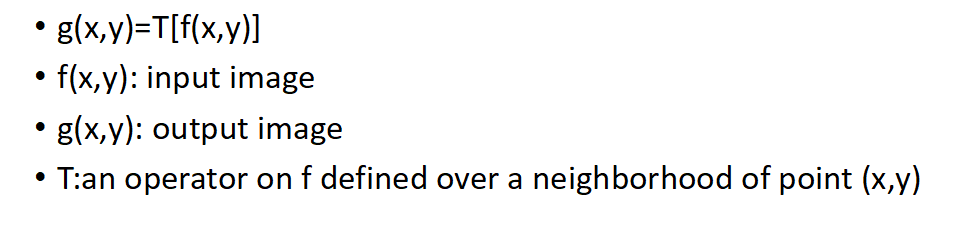 • g(x,y)=T[f(x,y)]
• f(x,y): input image
• g(x,y): output image
• T:an operator on f defined over a neighborhood of point (x,y)